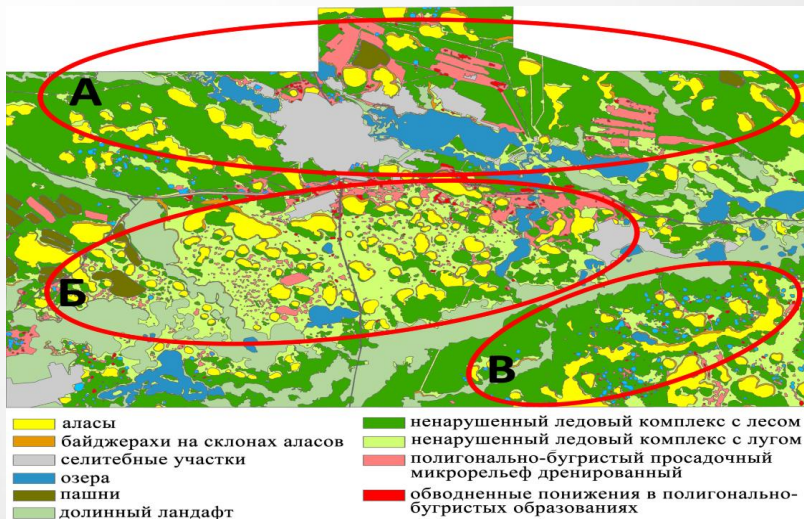 А
Б
В
аласы
байджерахи на склонах аласов
селитебные участки
озера
пашни
долинный ландафт
ненарушенный ледовый комплекс с лесом
ненарушенный ледовый комплекс с лугом
полигонально-бугристый просадочный
микрорельеф дренированный
обводненные понижения в полигонально-
бугристых образованиях